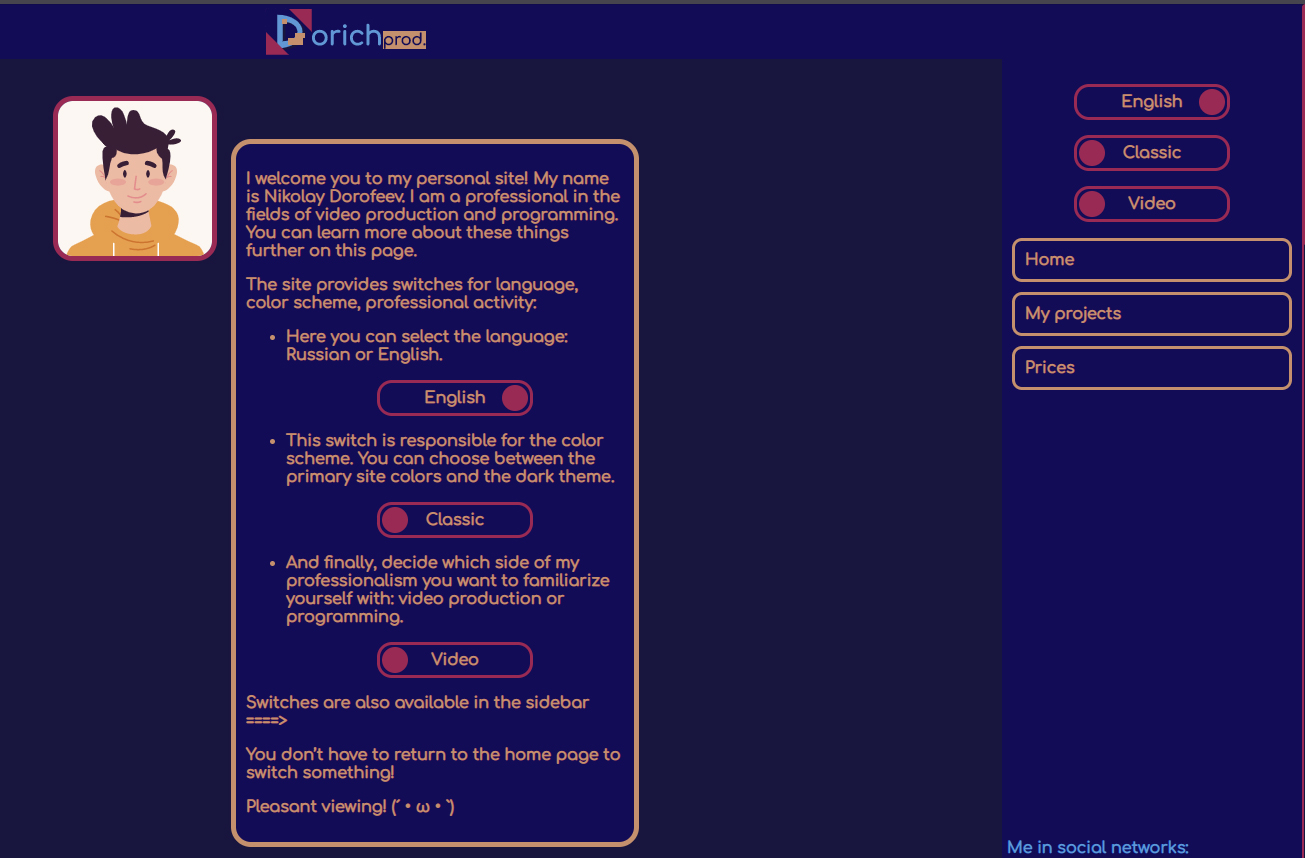 Dorichprod.
I welcome you to my personal site! My name
is Nikolay Dorofeev. I am a professional in the
fields of video production and programming.
You can learn more about these things
further on this page.
The site provides switches for language,
color scheme, professional activity:
• Here you can select the language:
Russian or English.
English
• This switch is responsible for the color
scheme. You can choose between the
primary site colors and the dark theme.
Classic
• And finally, decide which side of my
professionalism you want to familiarize
yourself with: video production or
programming.
Video
Switches are also available in the sidebar
====>
You don't have to return to the home page to
switch something!
Pleasant viewing! (´ • ω • `)
English
Classic
Video
Home
My projects
Prices
Me in social networks: